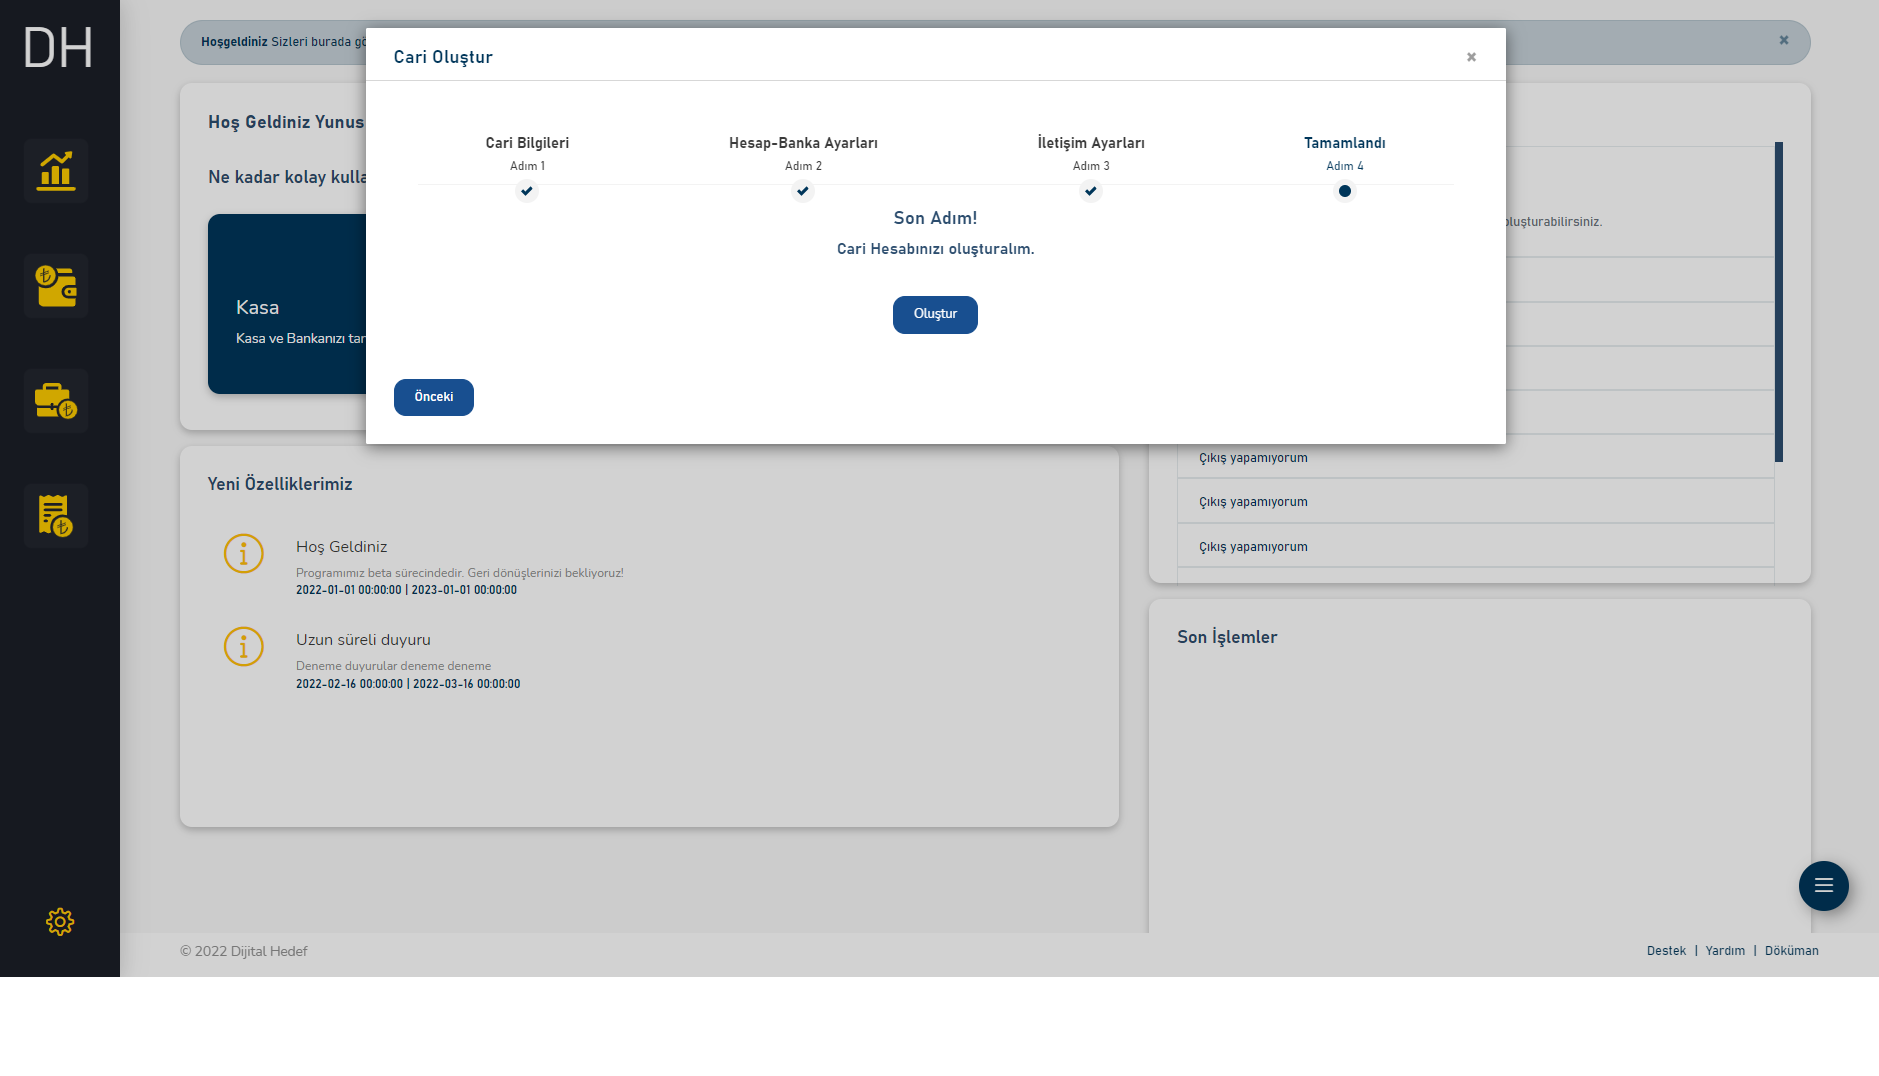 DH
Hoşgeldiniz Sizleri burada
Cari Oluştur
Cari Bilgileri
Adım 1
Hesap-Banka Ayarları
Adım 2
İletişim Ayarları
Adım 3
Tamamlandı
Adım 4
Son Adım!
Cari Hesabınızı oluşturalım.
Oluştur
Önceki
Hoş Geldiniz Yunus
Ne kadar kolay
Kasa
Kasa ve Bankanızı
oluşturabilirsiniz.
Çıkış yapamıyorum
Çıkış yapamıyorum
Çıkış yapamıyorum
Yeni Özelliklerimiz
Hoş Geldiniz
Programımız beta sürecindedir. Geri dönüşlerinizi bekliyoruz!
2022-01-01 00:00:00 | 2023-01-01 00:00:00
Uzun süreli duyuru
Deneme duyurular deneme deneme
2022-02-16 00:00:00 | 2022-03-16 00:00:00
Son İşlemler
© 2022 Dijital Hedef
Destek | Yardım | Döküman